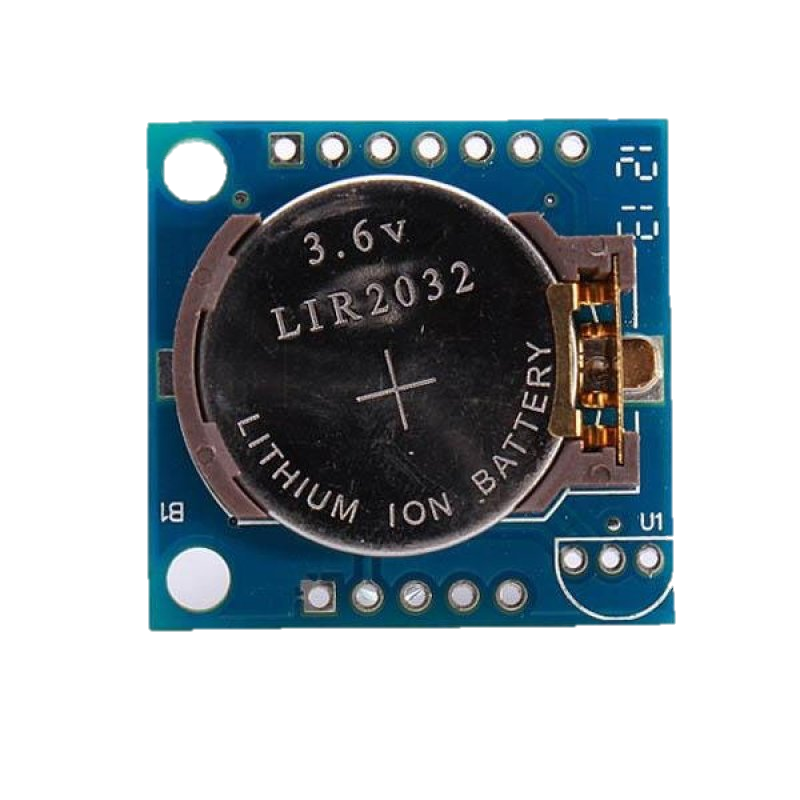 3.6v
LIR2032
+
LITHIUM ION BATTERY
B1
U1